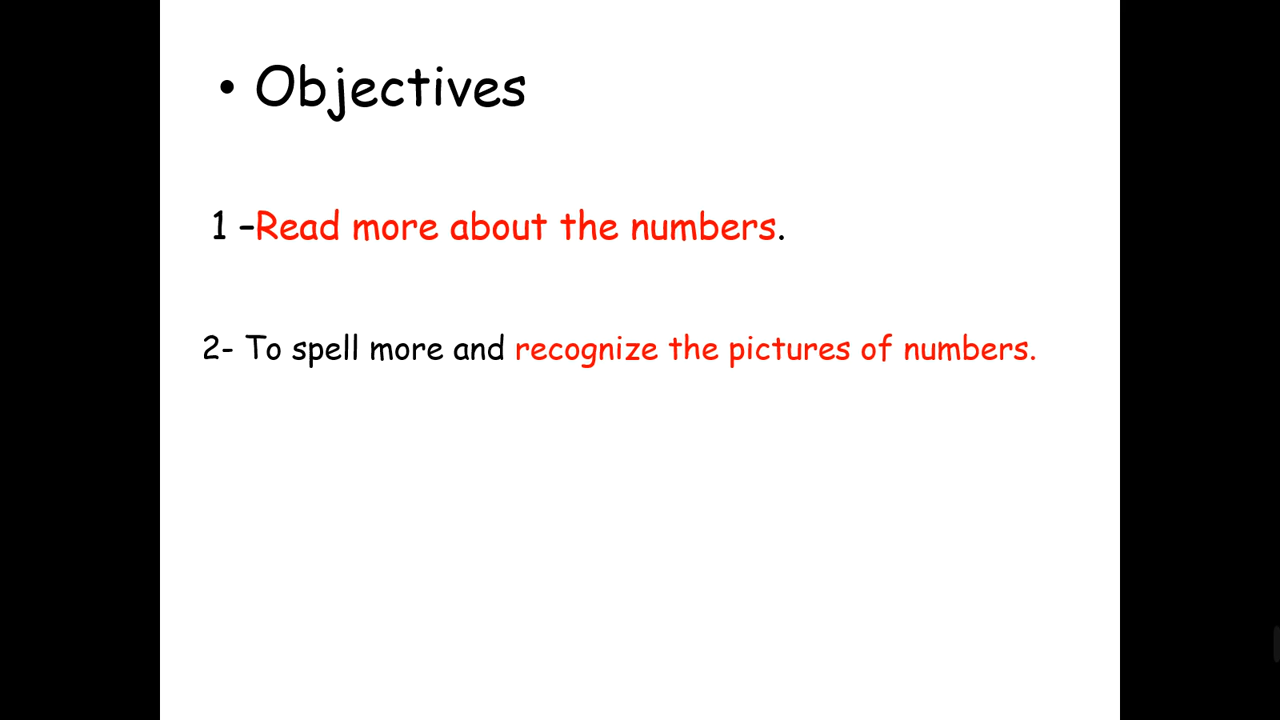 • Objectives
1 –Read more about the numbers.
2- To spell more and recognize the pictures of numbers.